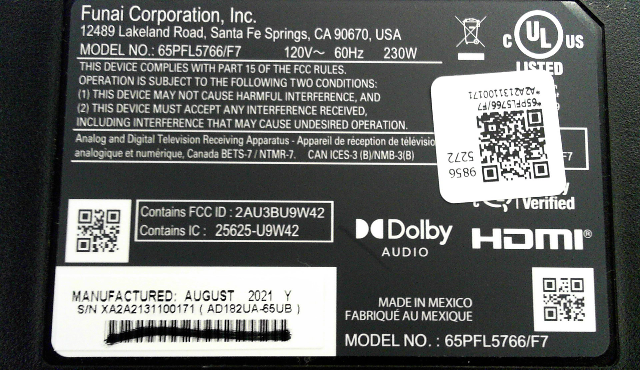 Funai Corporation, Inc.
12489 Lakeland Road, Santa Fe Springs, CA 90670, USA
MODEL NO.: 65PFL5766/F7 120V~ 60Hz 230W
THIS DEVICE COMPLIES WITH PART 15 OF THE FCC RULES.
OPERATION IS SUBJECT TO THE FOLLOWING TWO CONDITIONS:
(1) THIS DEVICE MAY NOT CAUSE HARMFUL INTERFERENCE, AND
(2) THIS DEVICE MUST ACCEPT ANY INTERFERENCE RECEIVED,
INCLUDING INTERFERENCE THAT MAY CAUSE UNDESIRED OPERATION.
Analog and Digital Television Receiving Apparatus - Appareil de réception de télévision
analogique et numérique, Canada BETS-7 / NTMR-7. CAN ICES-3 (B)/NMB-3(B)
C UL US
LISTED
*65PFL5766/F7
*A2A2131100171
9856
5272
F7
Verified
Contains FCC ID : 2AU3BU9W42
Contains IC : 25625-U9W42
Dolby
AUDIO
HDMI®
MANUFACTURED: AUGUST 2021 Y
S/N XA2A2131100171 ( AD182UA-65UB )
MADE IN MEXICO
FABRIQUÉ AU MEXIQUE
MODEL NO. : 65PFL5766/F7